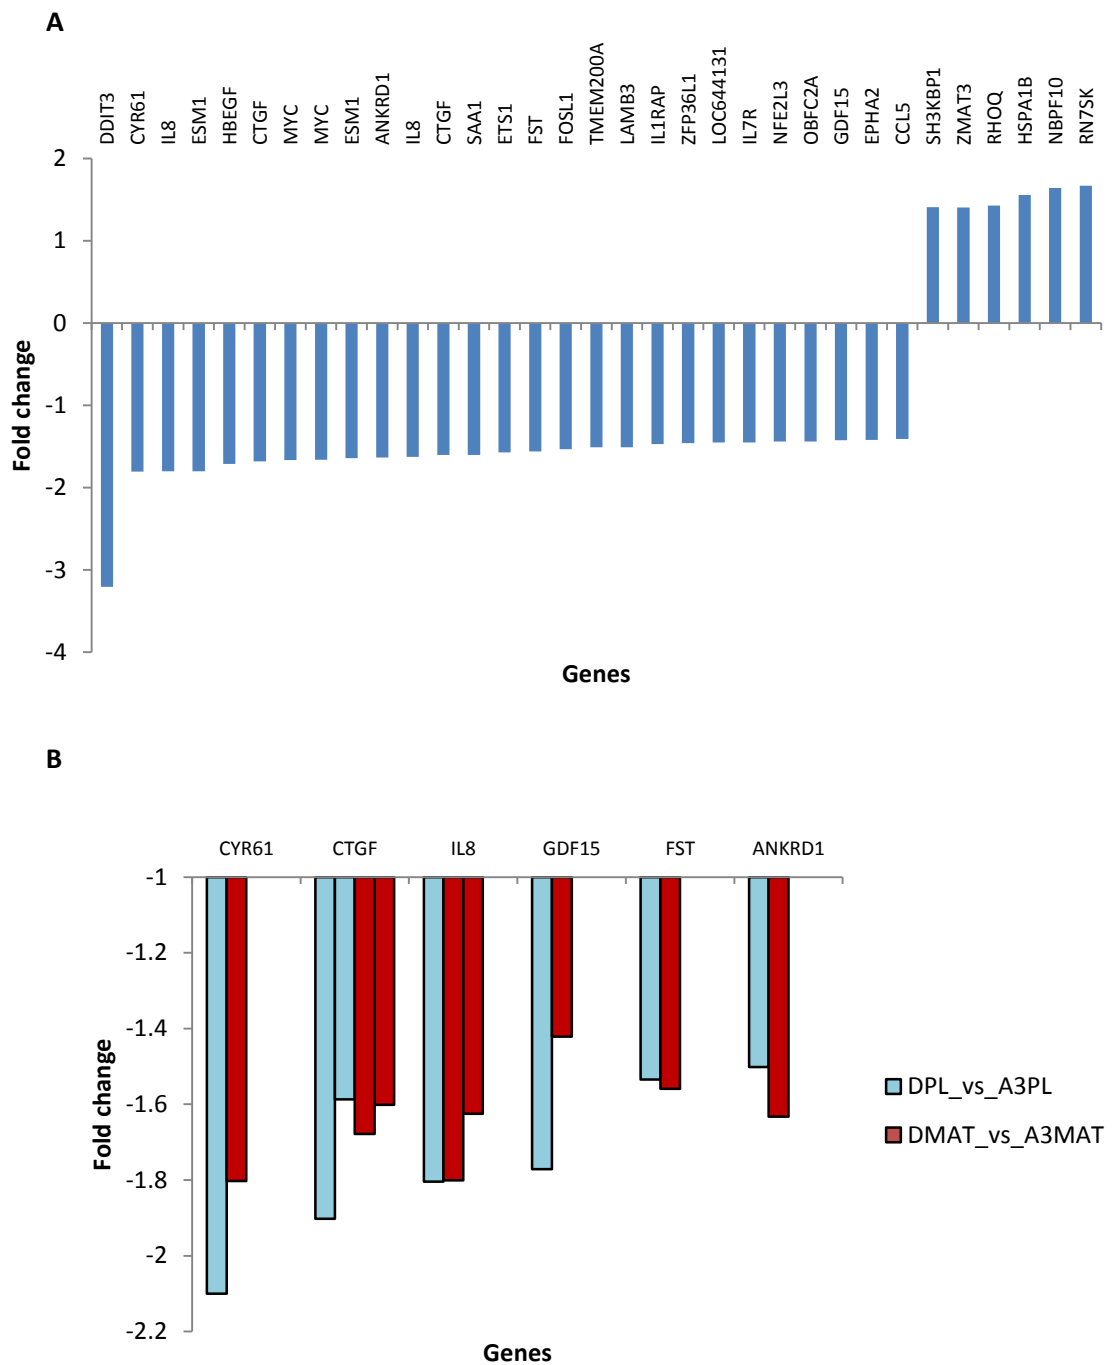 A
DDIT3
CYR61
IL8
ESM1
HBEGF
CTGF
MYC
MYC
ESM1
ANKRD1
IL8
CTGF
SAA1
ETS1
FST
FOSL1
TMEM200A
LAMB3
IL1RAP
ZFP36L1
LOC644131
IL7R
NFE2L3
OBFC2A
GDF15
EPHA2
CCL5
SH3KBP1
ZMAT3
RHOQ
HSPA1B
NBPF10
RN7SK
2
1
0
-1
-2
-3
-4
Fold change
Genes
B
CYR61 CTGF IL8 GDF15 FST ANKRD1
-1
-1.2
-1.4
-1.6
-1.8
-2
-2.2
Fold change
DPL_vs_A3PL
DMAT_vs_A3MAT
Genes